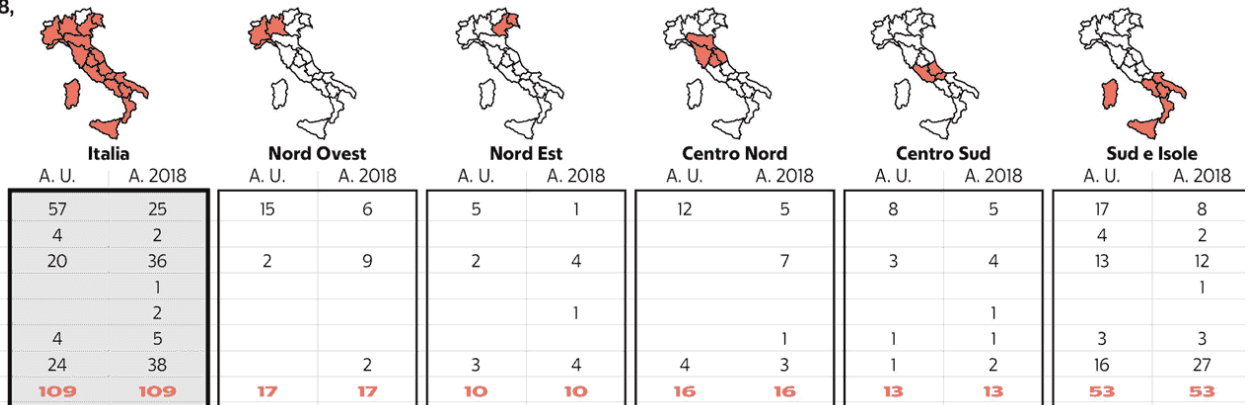 8,
Italia Nord Ovest Nord Est Centro Nord Centro Sud Sud e Isole
A. U. A. 2018 A. U. A. 2018 A. U. A. 2018 A. U. A. 2018 A. U. A. 2018 A. U. A. 2018
57 25 15 6 5 1 12 5 8 5 17 8
4 2 4 2
20 36 2 9 2 4 7 3 4 13 12
1 1
2 1 1
4 5 1 1 1 3 3
24 38 2 3 4 4 3 1 2 16 27
109 109 17 17 10 10 16 16 13 13 53 53